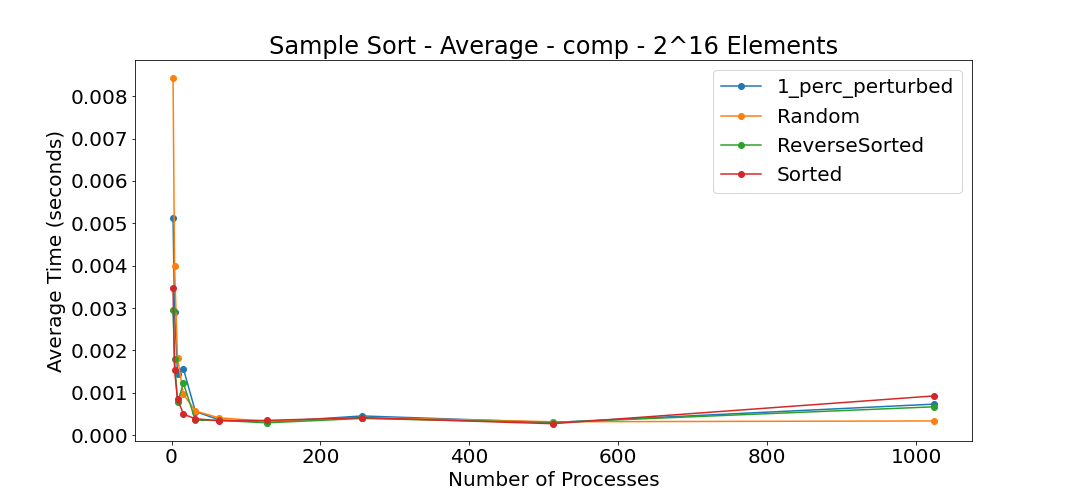 Sample Sort - Average - comp - 2^16 Elements
Average Time (seconds)
0.008
0.007
0.006
0.005
0.004
0.003
0.002
0.001
0.000
1_perc_perturbed
Random
ReverseSorted
Sorted
0 200 400 600 800 1000
Number of Processes